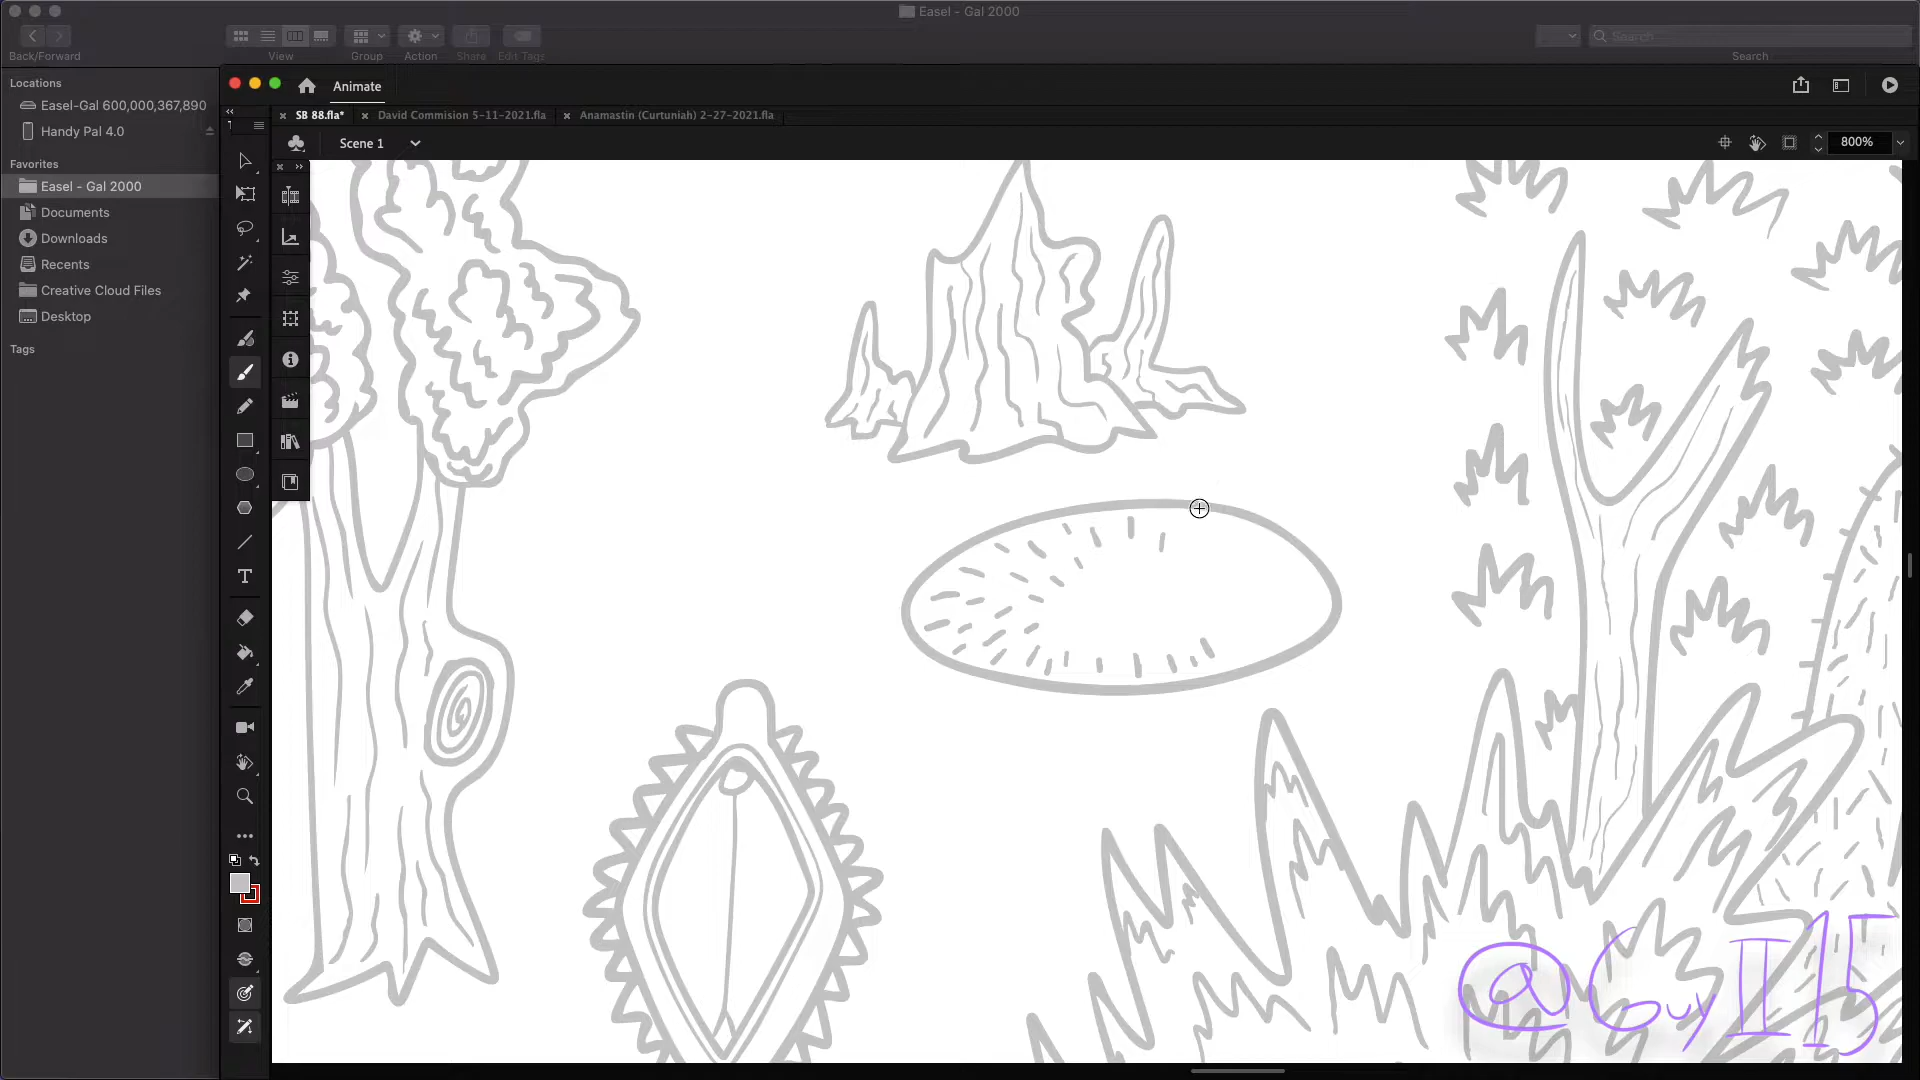 Easel - Gal 2000
Back/Forward
View
Group
Action
Share
Edit Tags
Search
Search
Locations
Easel-Gal 600,000,367,890
Handy Pal 4.0
Favorites
Easel - Gal 2000
Documents
Downloads
Recents
Creative Cloud Files
Desktop
Tags
Animate
SB 88.fla*
David Commision 5-11-2021.fla
Anamastin (Curtuniah) 2-27-2021.fla
Scene 1
800%
@GuyII15